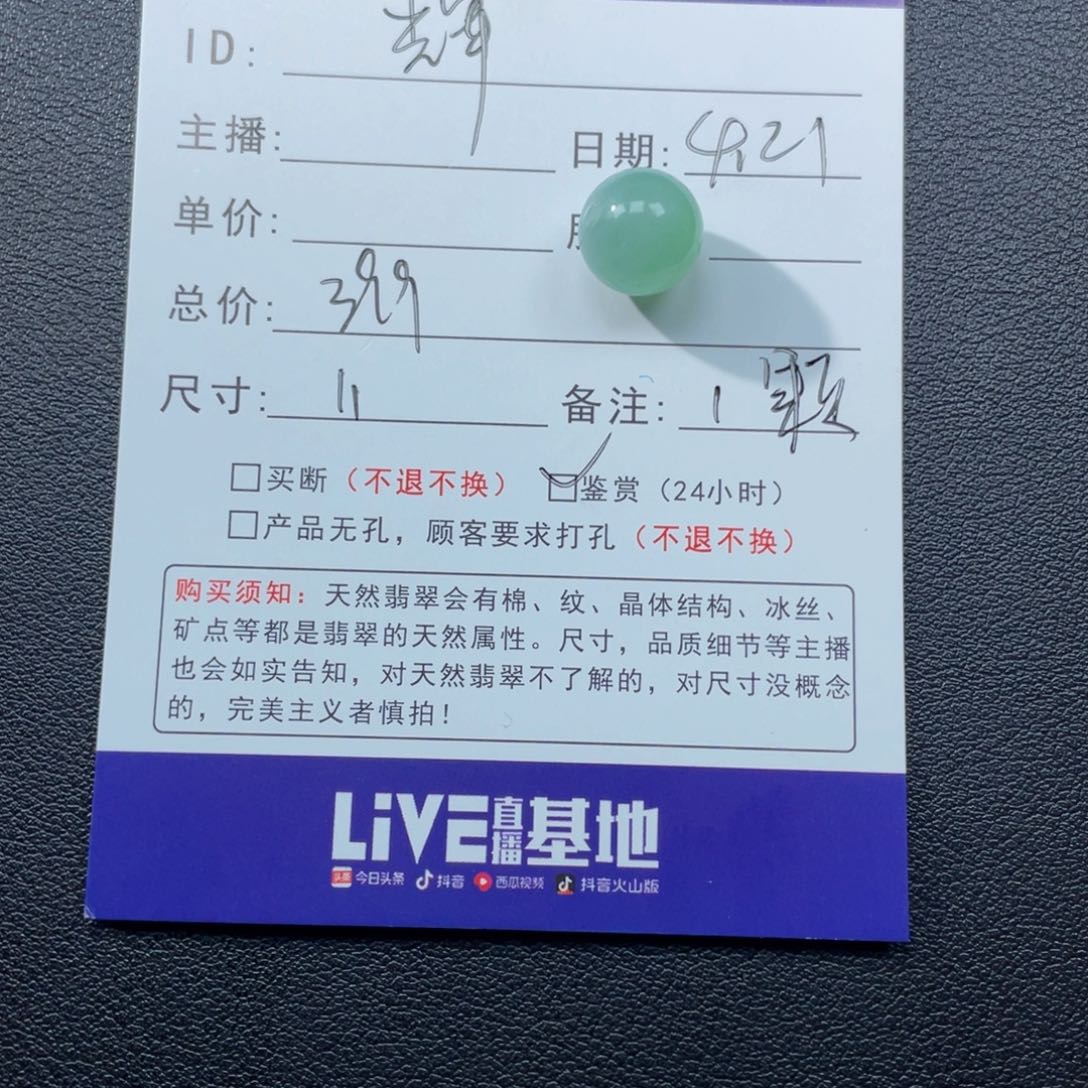 ID: 辉
主播: 日期: 4.21
单价:
总价: 399
尺寸: 11 备注: 1颗
□买断（不退不换） ☑鉴赏（24小时）
□产品无孔，顾客要求打孔（不退不换）
购买须知：天然翡翠会有棉、纹、晶体结构、冰丝、
矿点等都是翡翠的天然属性。尺寸，品质细节等主播
也会如实告知，对天然翡翠不了解的，对尺寸没概念
的，完美主义者慎拍！
LiVE直播基地
头条 今日头条 抖音 西瓜视频 抖音火山版